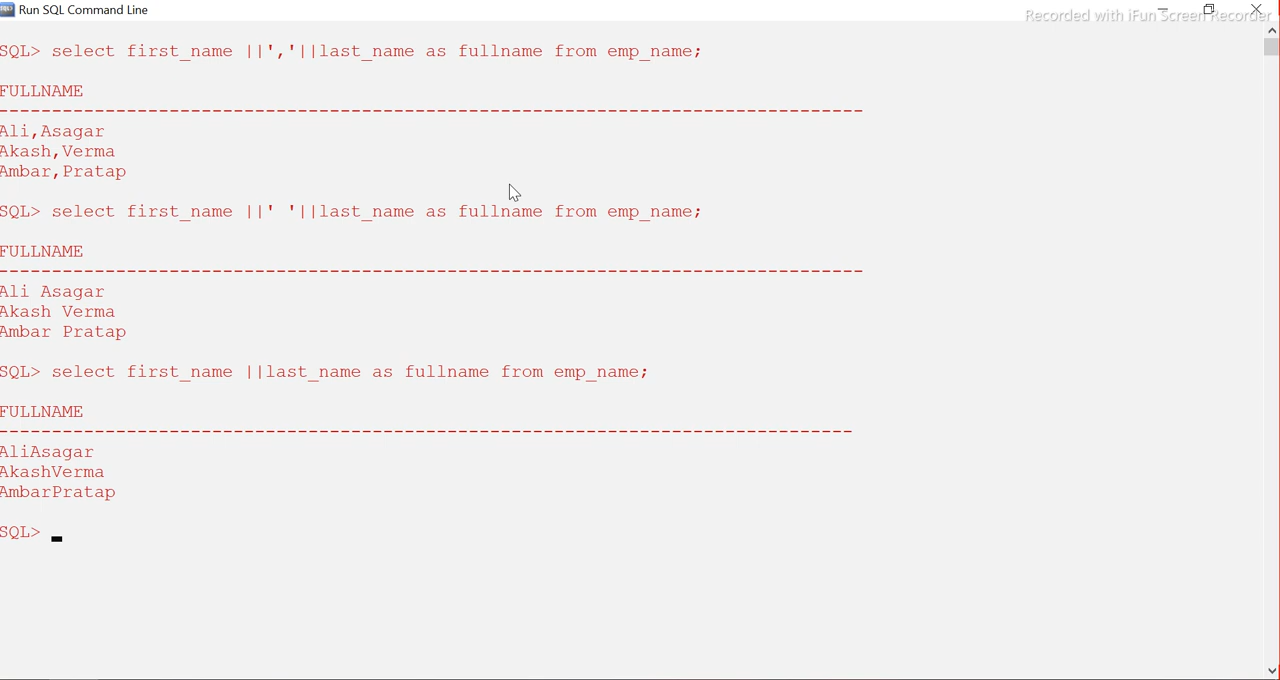 Run SQL Command Line
Recorded with iFun Screen Recorder
SQL> select first_name ||','||last_name as fullname from emp_name;
FULLNAME
--------------------------------------------------------------------------------
Ali,Asagar
Akash,Verma
Ambar,Pratap
SQL> select first_name ||' '||last_name as fullname from emp_name;
FULLNAME
--------------------------------------------------------------------------------
Ali Asagar
Akash Verma
Ambar Pratap
SQL> select first_name ||last_name as fullname from emp_name;
FULLNAME
--------------------------------------------------------------------------------
AliAsagar
AkashVerma
AmbarPratap
SQL>